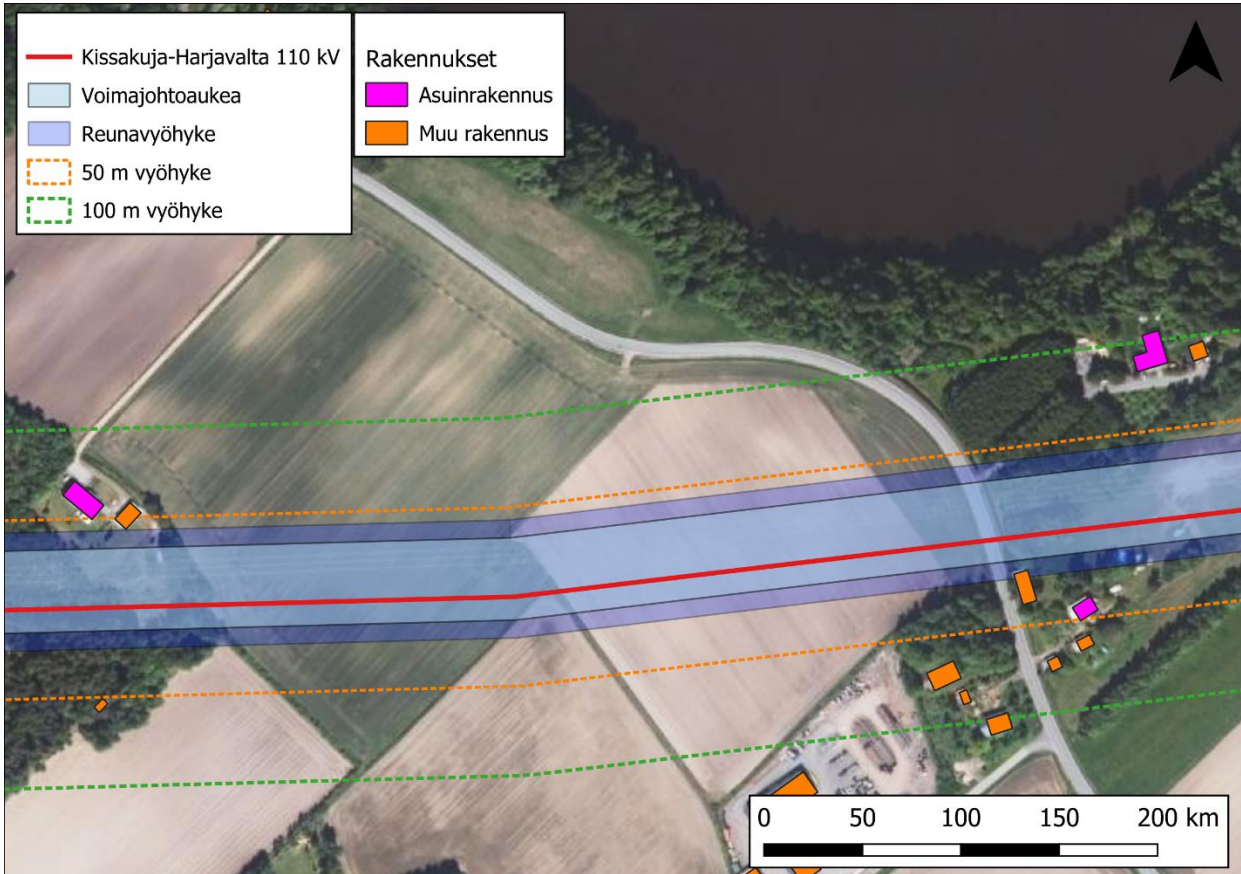 Kissakuja-Harjavalta 110 kV
Voimajohtoaukea
Reunavyöhyke
50 m vyöhyke
100 m vyöhyke
Rakennukset
Asuinrakennus
Muu rakennus
0 50 100 150 200 km